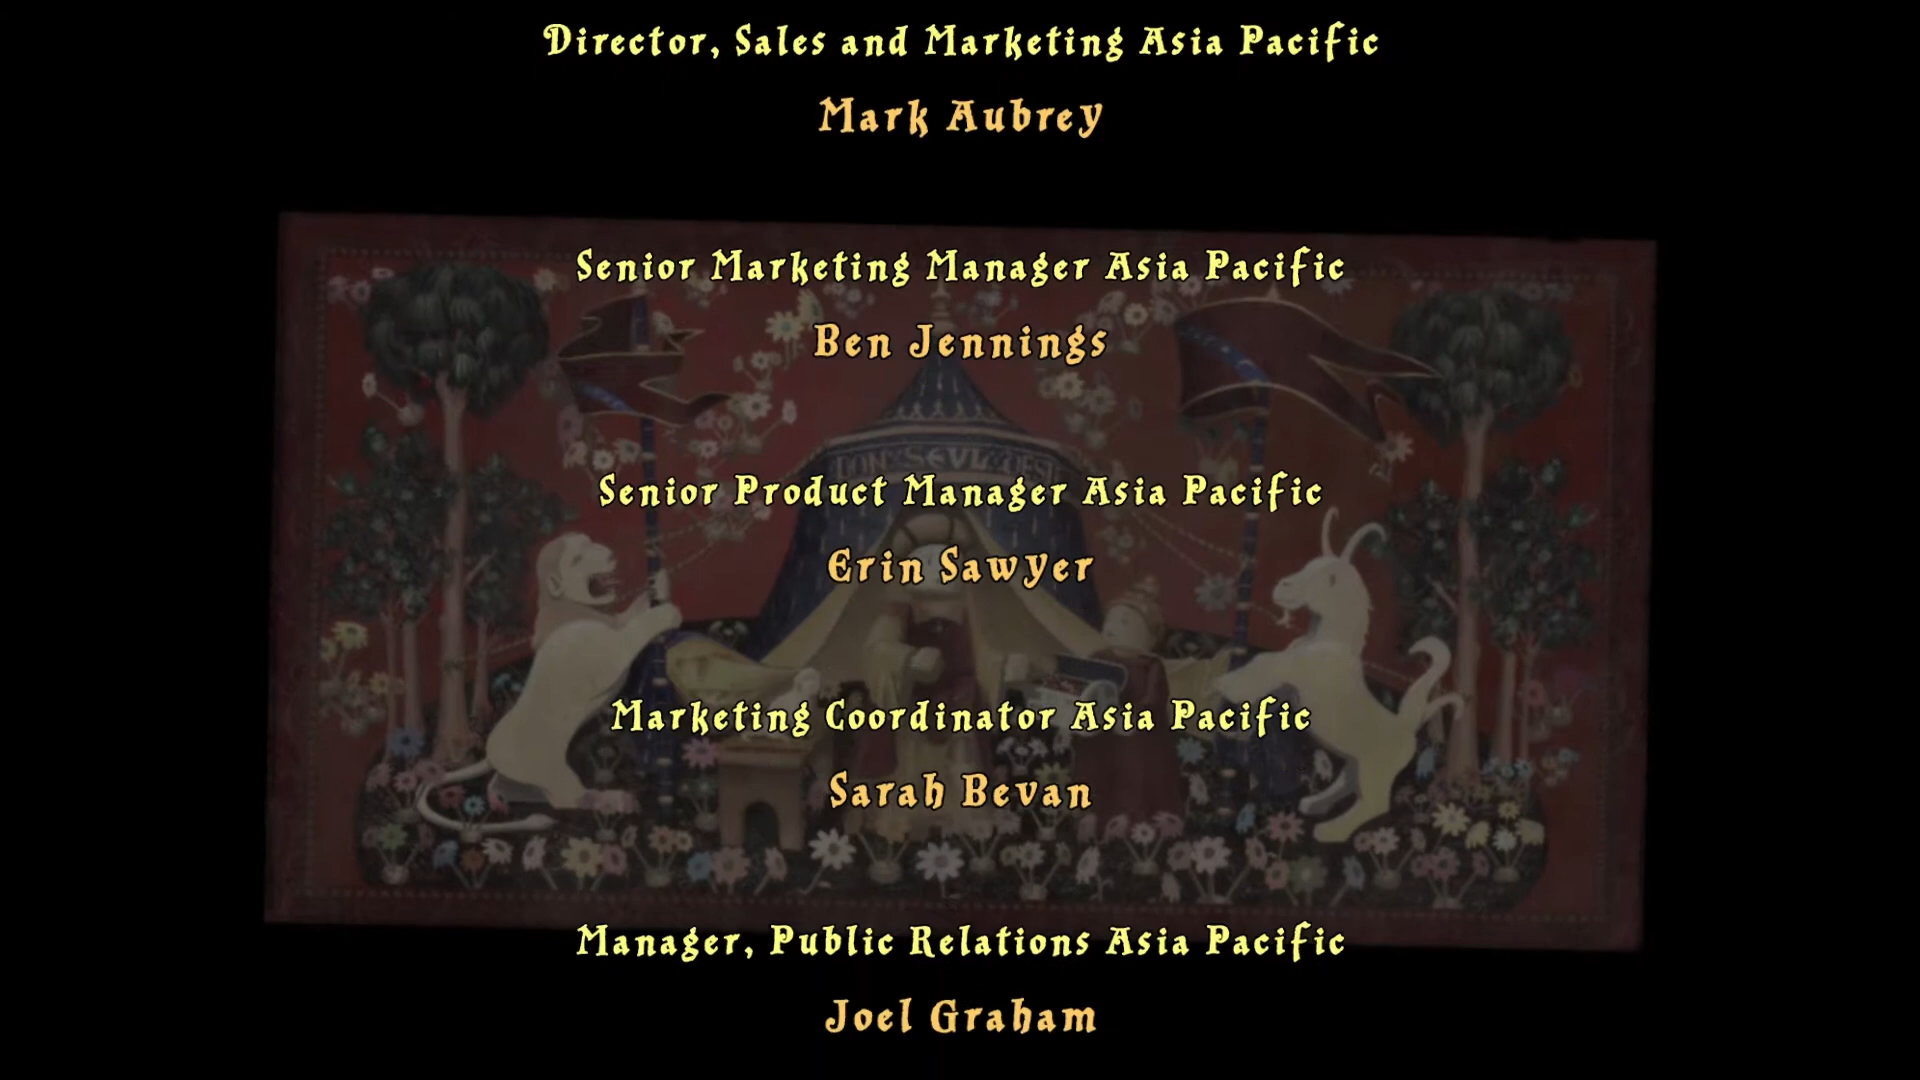 Director, Sales and Marketing Asia Pacific
Mark Aubrey
Senior Marketing Manager Asia Pacific
Ben Jennings
Senior Product Manager Asia Pacific
Erin Sawyer
Marketing Coordinator Asia Pacific
Sarah Bevan
Manager, Public Relations Asia Pacific
Joel Graham